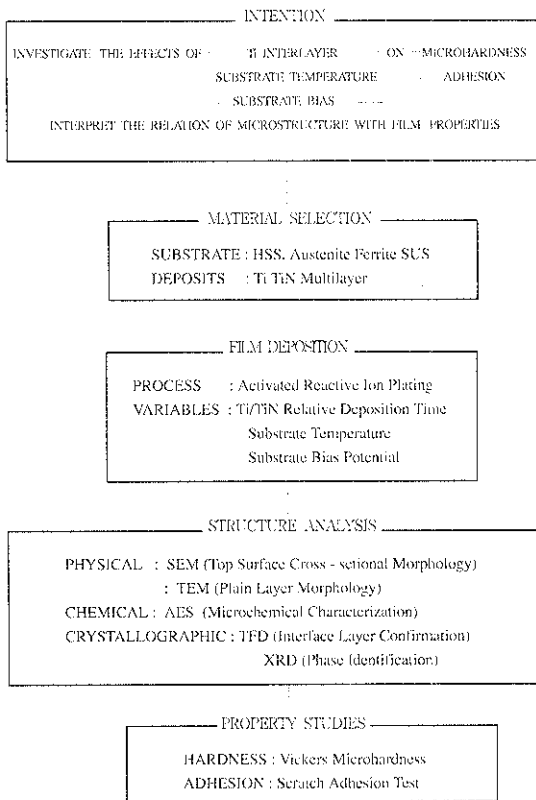 INTENTION
INVESTIGATE THE EFFECTS OF Ti INTERLAYER ON MICROHARDNESS
SUBSTRATE TEMPERATURE ADHESION
SUBSTRATE BIAS
INTERPRET THE RELATION OF MICROSTRUCTURE WITH FILM PROPERTIES
MATERIAL SELECTION
SUBSTRATE : HSS, Austenite Ferrite SUS
DEPOSITS : Ti TiN Multilayer
FILM DEPOSITION
PROCESS : Activated Reactive Ion Plating
VARIABLES : Ti/TiN Relative Deposition Time
Substrate Temperature
Substrate Bias Potential
STRUCTURE ANALYSIS
PHYSICAL : SEM (Top Surface Cross - setional Morphology)
: TEM (Plain Layer Morphology)
CHEMICAL : AES (Microchemical Characterization)
CRYSTALLOGRAPHIC : TFD (Interface Layer Confirmation)
XRD (Phase Identification)
PROPERTY STUDIES
HARDNESS : Vickers Microhardness
ADHESION : Scratch Adhesion Test